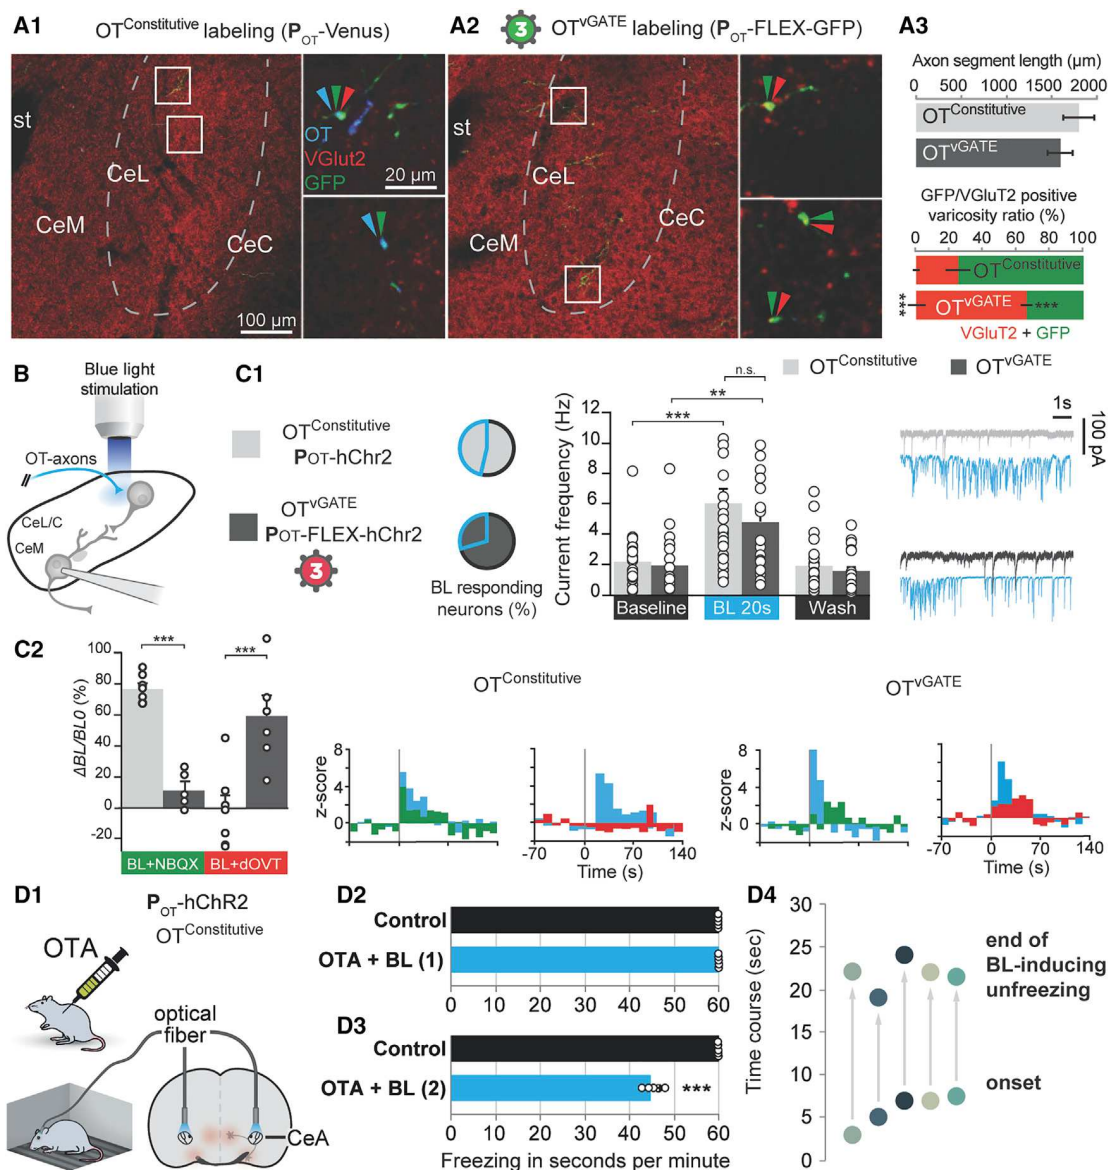 A1 OT^Constitutive labeling (P_OT-Venus)
st
CeL
CeM
CeC
100 µm
OT
VGlut2
GFP
20 µm
A2 3 OT^vGATE labeling (P_OT-FLEX-GFP)
st
CeL
CeM
CeC
A3
Axon segment length (µm)
0 500 1000 1500 2000
OT^Constitutive
OT^vGATE
GFP/VGluT2 positive
varicosity ratio (%)
0 20 40 60 80 100
OT^Constitutive
*** OT^vGATE ***
VGluT2 + GFP
B
Blue light
stimulation
OT-axons
CeL/C
CeM
C1
OT^Constitutive
POT-hChr2
OT^vGATE
POT-FLEX-hChr2
3
BL responding
neurons (%)
OT^Constitutive OT^vGATE
Current frequency (Hz)
12
10
8
6
4
2
0
n.s.
**
***
Baseline BL 20s Wash
1s
100 pA
C2
ΔBL/BL0 (%)
100
80
60
40
20
0
-20
*** ***
BL+NBQX BL+dOVT
OT^Constitutive
z-score
8
4
0
-70 0 70 140
Time (s)
OT^vGATE
z-score
8
4
0
-70 0 70 140
Time (s)
D1
P_OT-hChR2
OT^Constitutive
OTA
optical
fiber
CeA
D2
Control
OTA + BL (1)
0 10 20 30 40 50 60
D3
Control
OTA + BL (2) ***
0 10 20 30 40 50 60
Freezing in seconds per minute
D4
Time course (sec)
30
25
20
15
10
5
0
end of
BL-inducing
unfreezing
onset